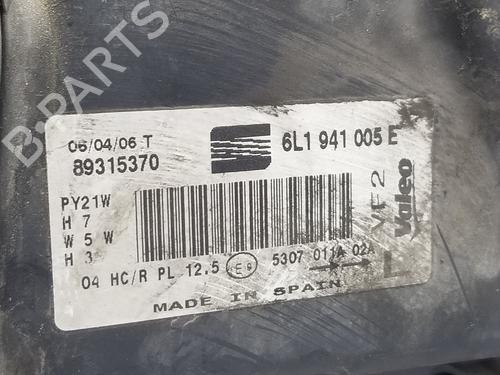 B-PARTS
06/04/06 T
89315370
6L1 941 005 E
PY21W
H 7
W 5 W
H 3
04 HC/R PL 12.5 E9 5307 011A 02A
MADE IN SPAIN
VF2
Valeo
L